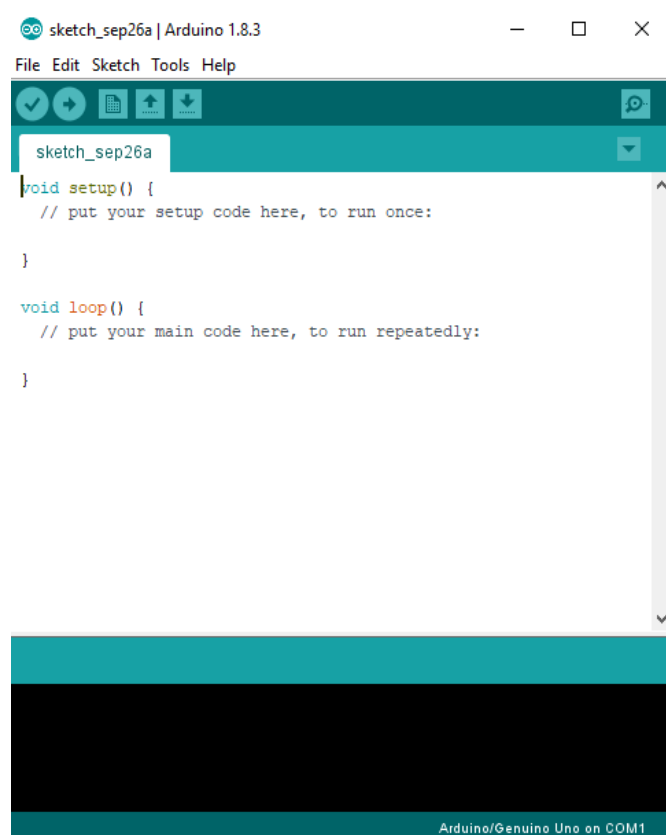 sketch_sep26a | Arduino 1.8.3
File Edit Sketch Tools Help
sketch_sep26a
void setup() {
  // put your setup code here, to run once:
}
void loop() {
  // put your main code here, to run repeatedly:
}
Arduino/Genuino Uno on COM1